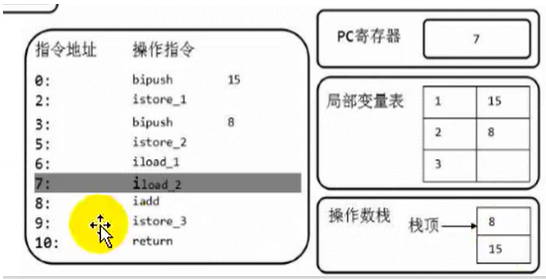 指令地址 操作指令
0: bipush 15
2: istore_1
3: bipush 8
5: istore_2
6: iload_1
7: iload_2
8: iadd
9: istore_3
10: return
PC寄存器 7
局部变量表
1 15
2 8
3
操作数栈
栈顶 8
15